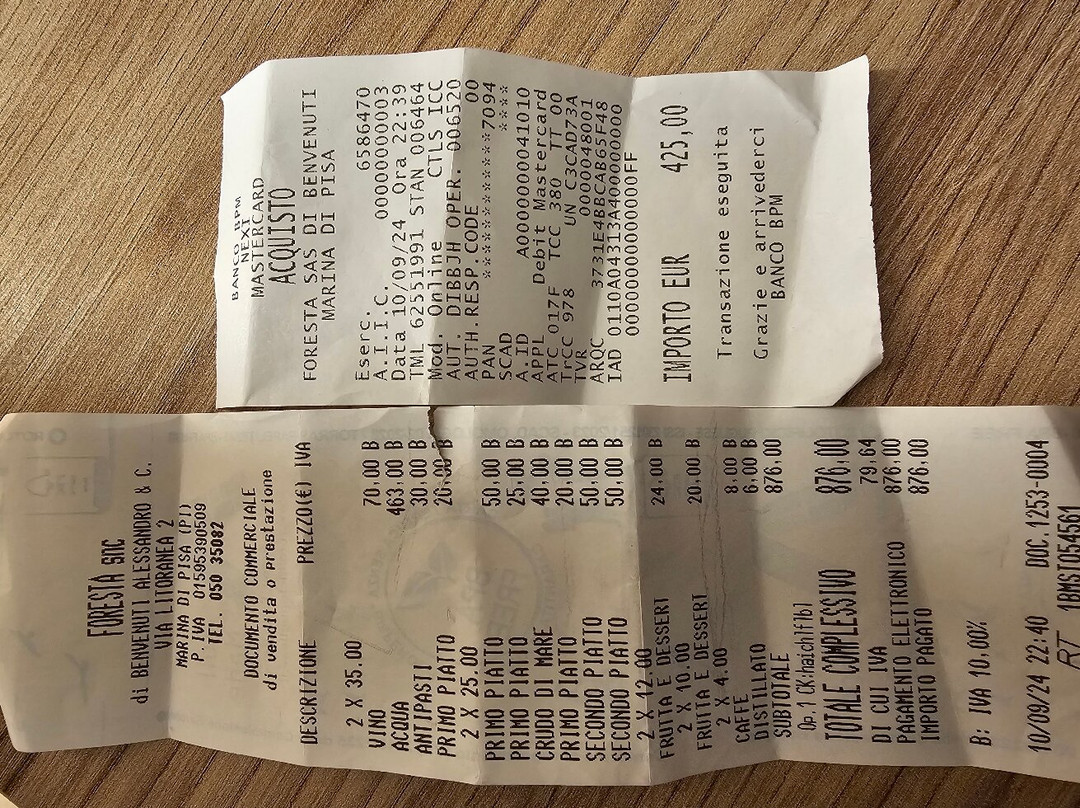 FORESTA snc
di BENVENUTI ALESSANDRO & C.
VIA LITORANEA 2
MARINA DI PISA (PI)
P. IVA 01595390509
TEL. 050 35082
DOCUMENTO COMMERCIALE
di vendita o prestazione
DESCRIZIONE PREZZO(€) IVA
2 X 35.00
VINO 70,00 B
ACQUA 463,00 B
ANTIPASTI 30,00 B
PRIMO PIATTO 20,00 B
2 X 25.00
PRIMO PIATTO 50,00 B
PRIMO PIATTO 25,00 B
CRUDO DI MARE 40,00 B
PRIMO PIATTO 20,00 B
SECONDO PIATTO 50,00 B
SECONDO PIATTO 50,00 B
2 X 12.00
FRUTTA E DESSERT 24,00 B
2 X 10.00
FRUTTA E DESSERT 20,00 B
2 X 4.00
CAFFE 8,00 B
DISTILLATO 6,00 B
SUBTOTALE 876,00
TOTALE COMPLESSIVO 876,00
DI CUI IVA 79,64
PAGAMENTO ELETTRONICO 876,00
IMPORTO PAGATO 876,00
B: IVA 10,00%
10/09/24 22:40 DOC.1253-0004
RT
BANCO BPM
NEXI
MASTERCARD
ACQUISTO
FORESTA SAS DI BENVENUTI
MARINA DI PISA
Eserc. 6586470
A.I.I.C. 00000000003
Data 10/09/24 Ora 22:39
TML 62551991 STAN 006464
Mod. Online CTLS ICC
AUT. DIBBJH OPER. 006520
AUTH.RESP.CODE 00
PAN ************7094
SCAD ****
A.ID A0000000041010
APPL Debit Mastercard
ATC 017F TCC 380 TT 00
TrCC 978 UN C3CAD73A
TVR 0000048001
ARQC 3731E4BBCAB65F48
IAD 0110A04313A400000000
00000000000000FF
IMPORTO EUR 425,00
Transazione eseguita
Grazie e arrivederci
BANCO BPM